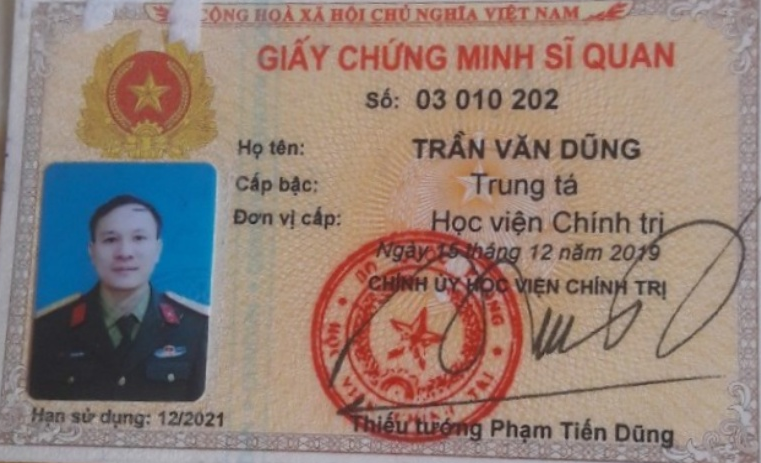 CỘNG HOÀ XÃ HỘI CHỦ NGHĨA VIỆT NAM
GIẤY CHỨNG MINH SĨ QUAN
Số: 03 010 202
Họ tên: TRẦN VĂN DŨNG
Cấp bậc: Trung tá
Đơn vị cấp: Học viện Chính trị
Ngày 15 tháng 12 năm 2019
CHÍNH ỦY HỌC VIỆN CHÍNH TRỊ
Hạn sử dụng: 12/2021
Thiếu tướng Phạm Tiến Dũng